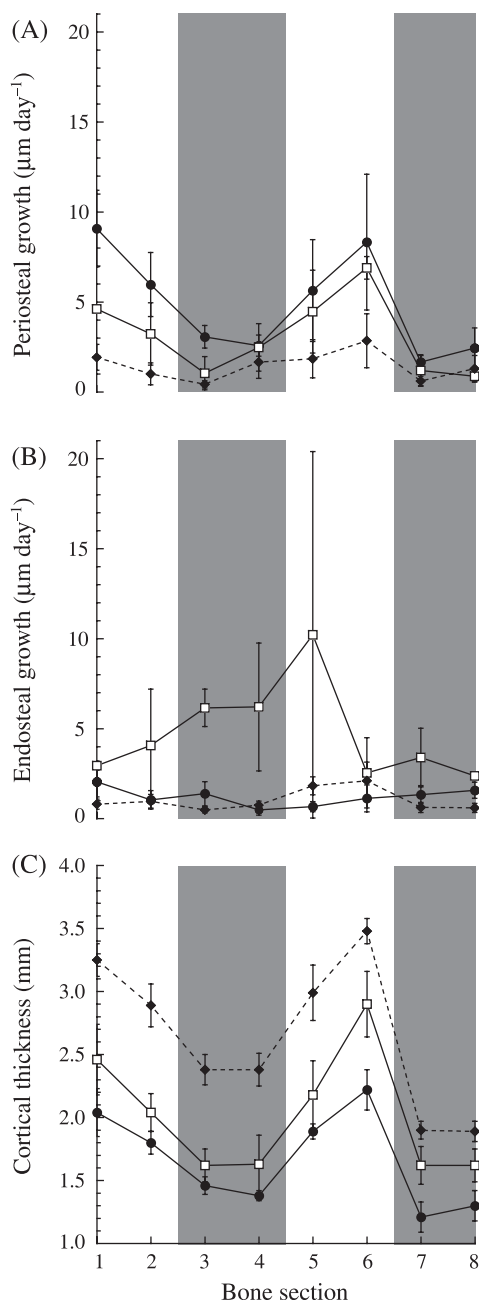 (A)
Periosteal growth (μm day⁻¹)
20
15
10
5
0
(B)
Endosteal growth (μm day⁻¹)
20
15
10
5
0
(C)
Cortical thickness (mm)
4.0
3.5
3.0
2.5
2.0
1.5
1.0
1 2 3 4 5 6 7 8
Bone section